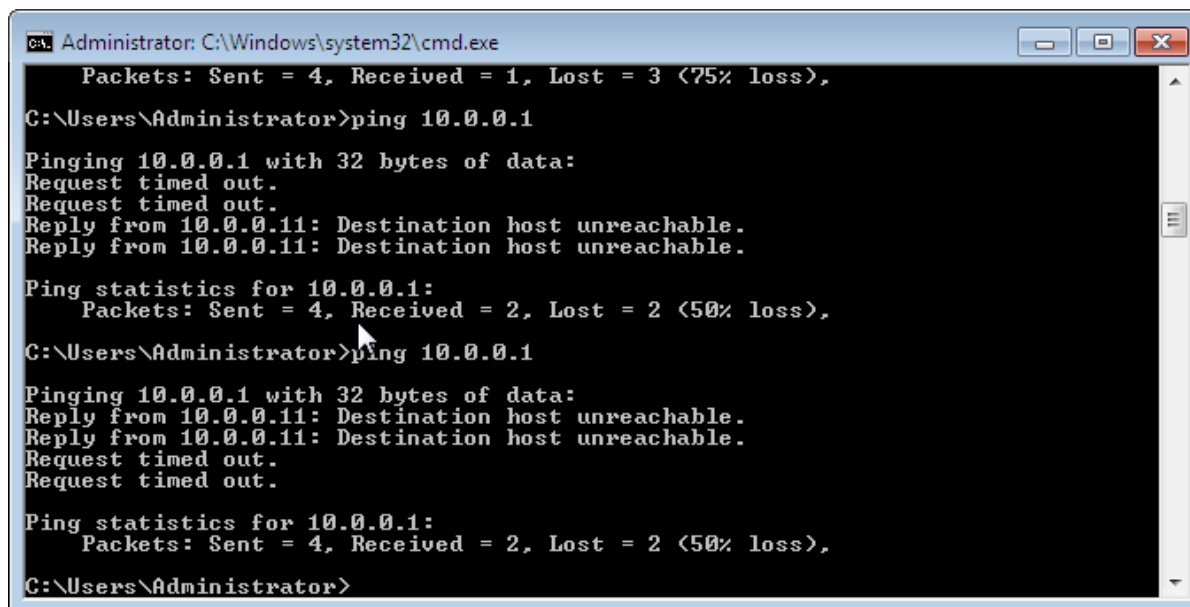 Administrator: C:\Windows\system32\cmd.exe
Packets: Sent = 4, Received = 1, Lost = 3 (75% loss),
C:\Users\Administrator>ping 10.0.0.1
Pinging 10.0.0.1 with 32 bytes of data:
Request timed out.
Request timed out.
Reply from 10.0.0.11: Destination host unreachable.
Reply from 10.0.0.11: Destination host unreachable.
Ping statistics for 10.0.0.1:
Packets: Sent = 4, Received = 2, Lost = 2 (50% loss),
C:\Users\Administrator>ping 10.0.0.1
Pinging 10.0.0.1 with 32 bytes of data:
Reply from 10.0.0.11: Destination host unreachable.
Reply from 10.0.0.11: Destination host unreachable.
Request timed out.
Request timed out.
Ping statistics for 10.0.0.1:
Packets: Sent = 4, Received = 2, Lost = 2 (50% loss),
C:\Users\Administrator>